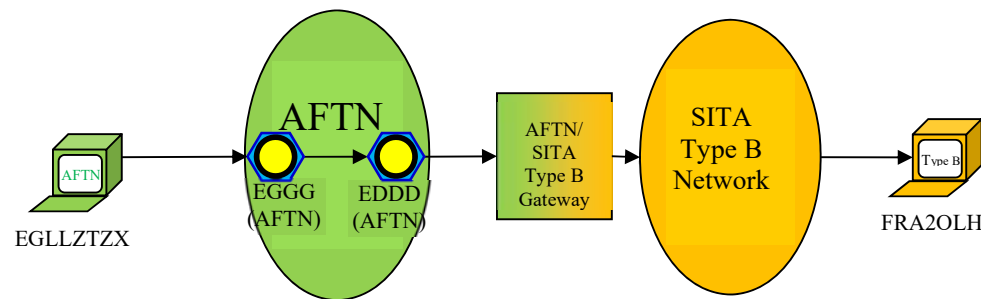 AFTN
EGLLZTZX
AFTN
EGGG
(AFTN)
EDDD
(AFTN)
AFTN/
SITA
Type B
Gateway
SITA
Type B
Network
Type B
FRA2OLH